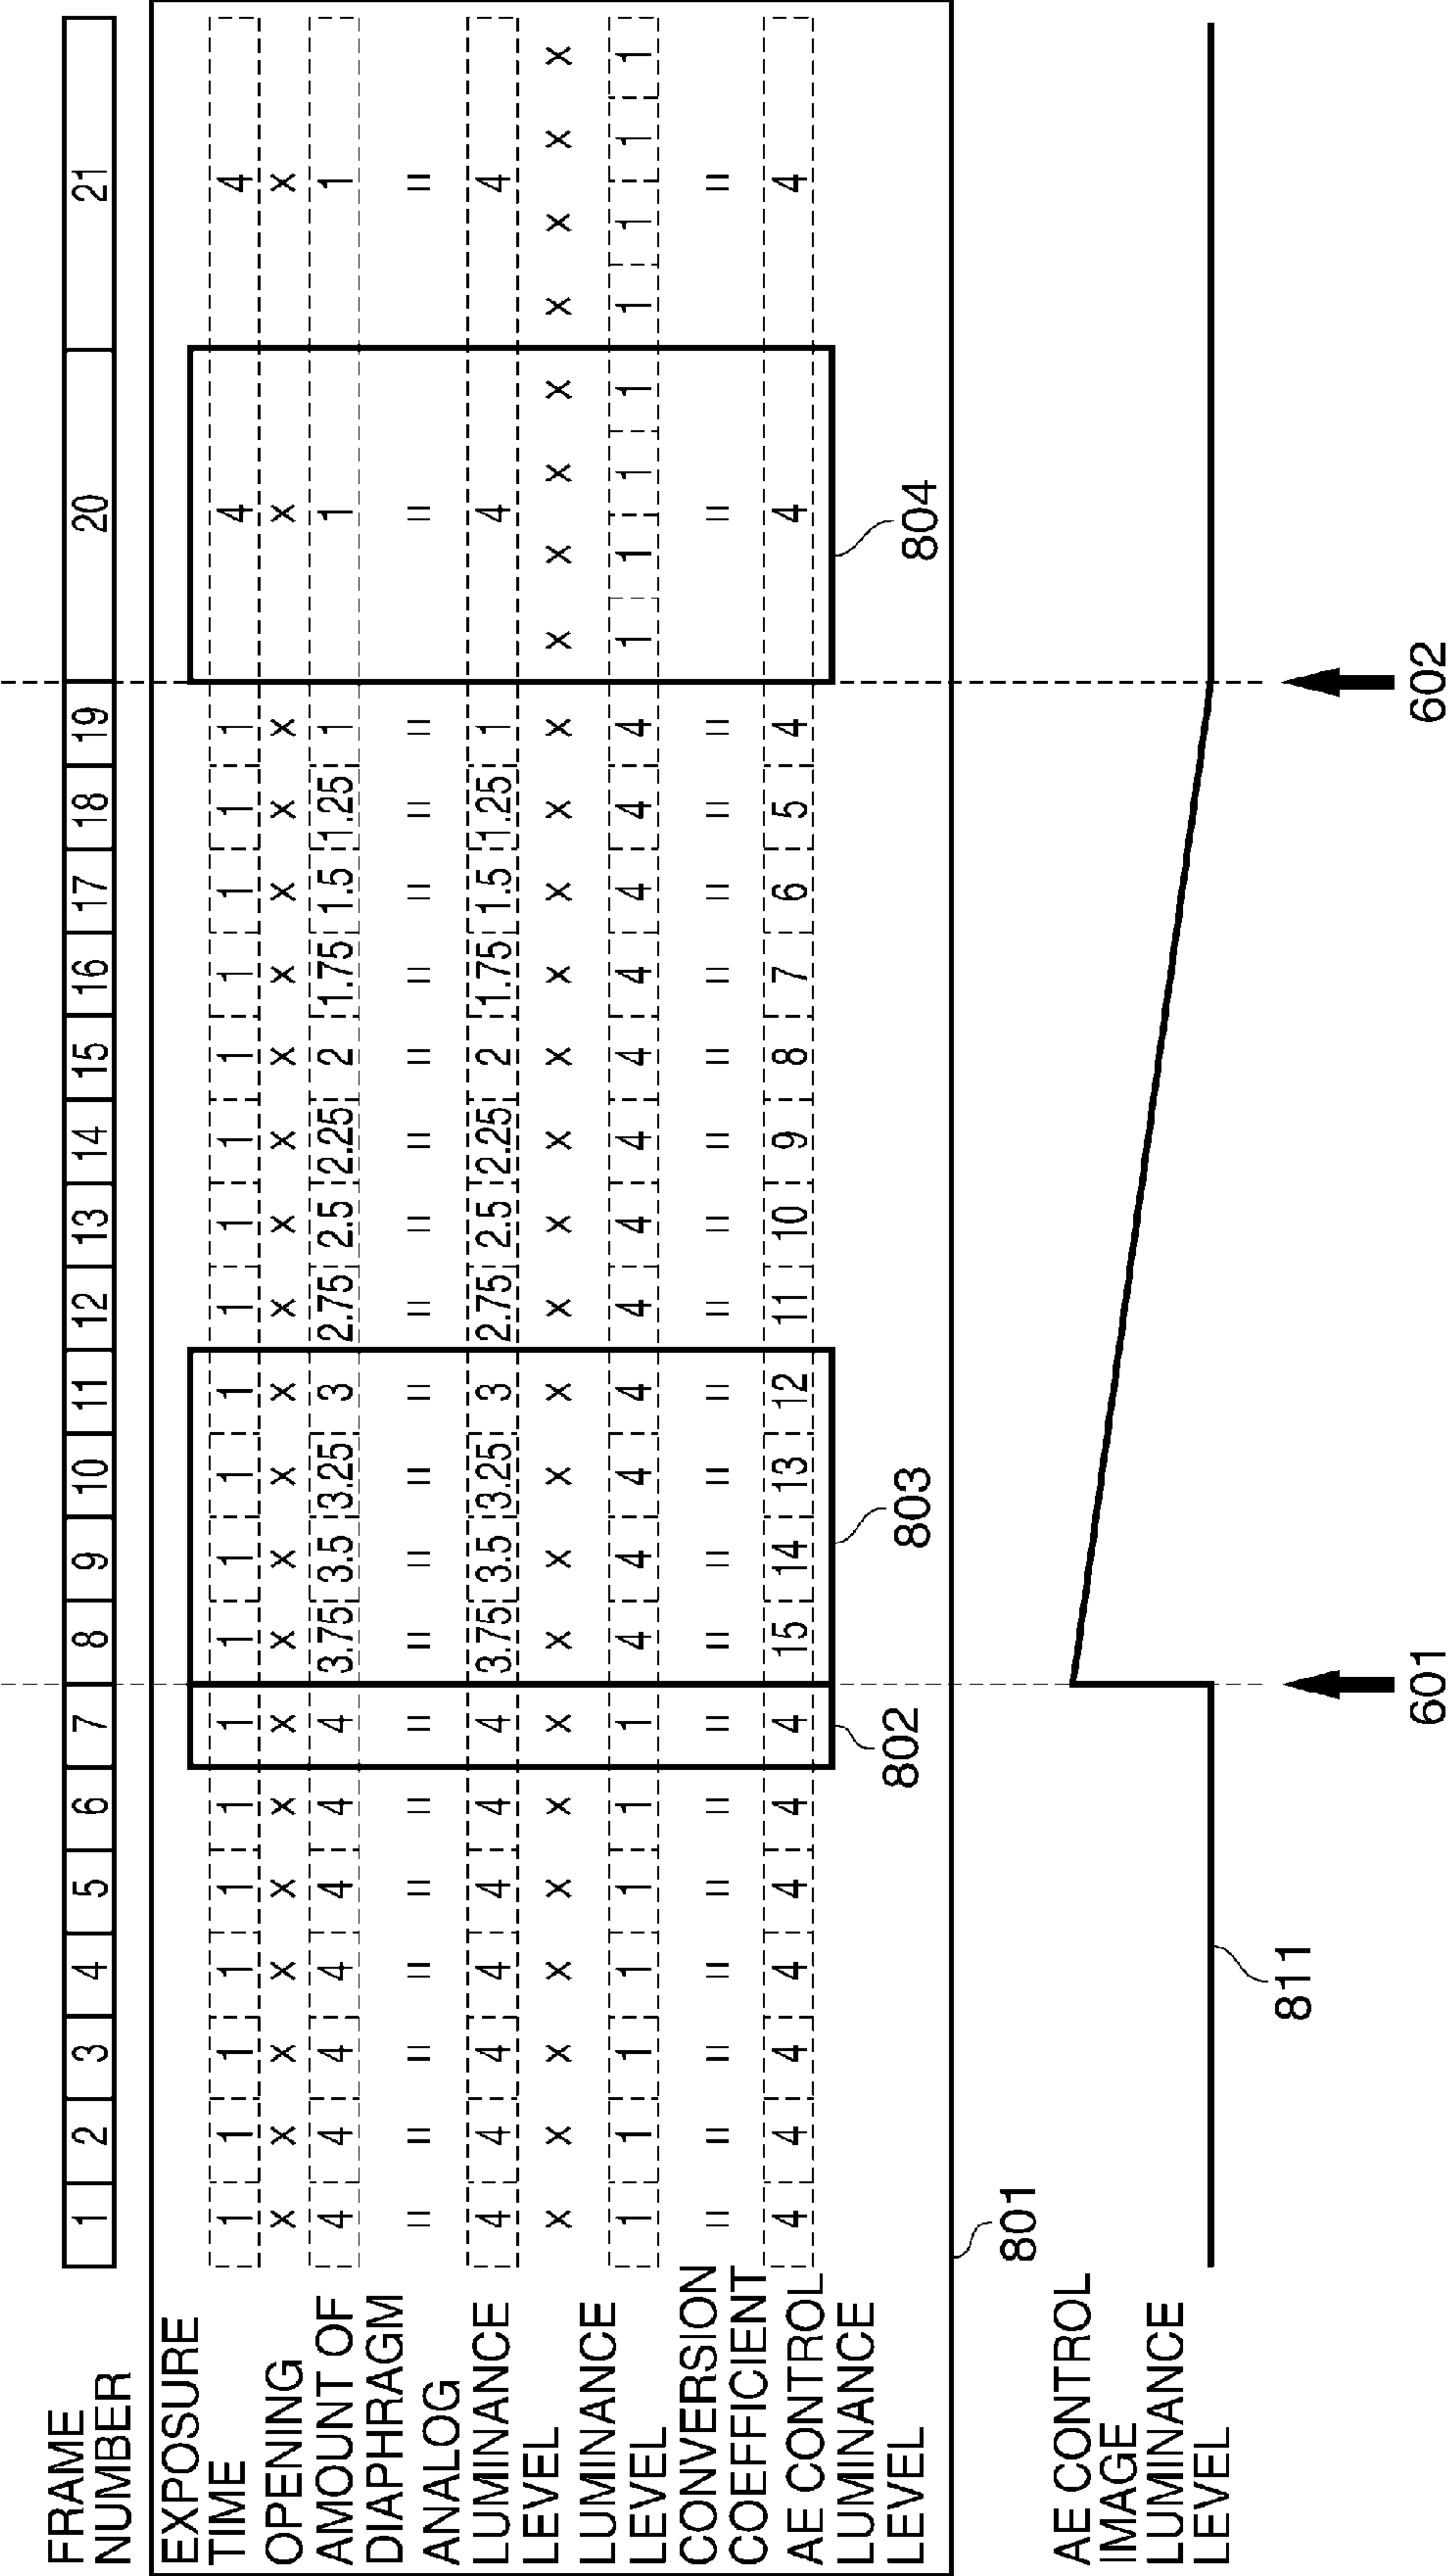 FRAME
NUMBER
1 2 3 4 5 6 7 8 9 10 11 12 13 14 15 16 17 18 19 20 21
EXPOSURE
TIME
1 1 1 1 1 1 1 1 1 1 1 1 1 1 1 1 1 1 1 4 4
× × × × × × × × × × × × × × × × × × × × ×
OPENING
AMOUNT OF
DIAPHRAGM
4 4 4 4 4 4 4 3.75 3.5 3.25 3 2.75 2.5 2.25 2 1.75 1.5 1.25 1 1 1
= = = = = = = = = = = = = = = = = = = = =
ANALOG
LUMINANCE
LEVEL
4 4 4 4 4 4 4 3.75 3.5 3.25 3 2.75 2.5 2.25 2 1.75 1.5 1.25 1 4 4
× × × × × × × × × × × × × × × × × × × × × × × × × × ×
LUMINANCE
LEVEL
CONVERSION
COEFFICIENT
1 1 1 1 1 1 1 4 4 4 4 4 4 4 4 4 4 4 4 1 1 1 1 1 1 1 1
= = = = = = = = = = = = = = = = = = = = =
AE CONTROL
LUMINANCE
LEVEL
4 4 4 4 4 4 4 15 14 13 12 11 10 9 8 7 6 5 4 4 4
802
803
804
801
AE CONTROL
IMAGE
LUMINANCE
LEVEL
811
601
602